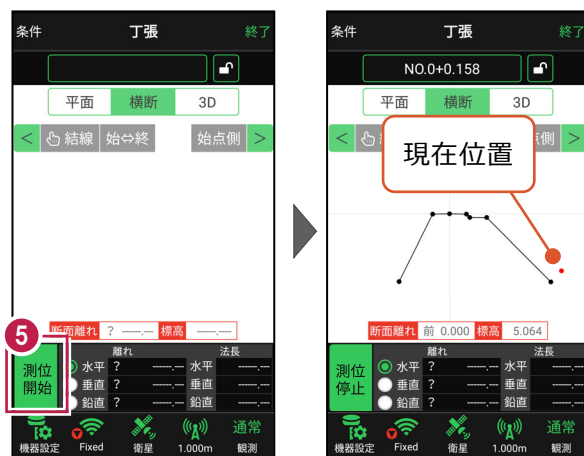 条件 丁張 終了
平面 横断 3D
< 結線 始⇔終 始点側 >
断面離れ ? -----.--- 標高 -----.---
5
離れ 法長
測位開始
水平 ? -----.--- 水平 -----.---
垂直 ? -----.--- 垂直 -----.---
鉛直 ? -----.--- 鉛直 -----.---
機器設定 Fixed 衛星 1.000m 通常観測
条件 丁張 終了
NO.0+0.158
平面 横断 3D
< 側 >
現在位置
断面離れ 前 0.000 標高 5.064
離れ 法長
測位停止
水平 ? -----.--- 水平 -----.---
垂直 ? -----.--- 垂直 -----.---
鉛直 ? -----.--- 鉛直 -----.---
機器設定 Fixed 衛星 1.000m 通常観測